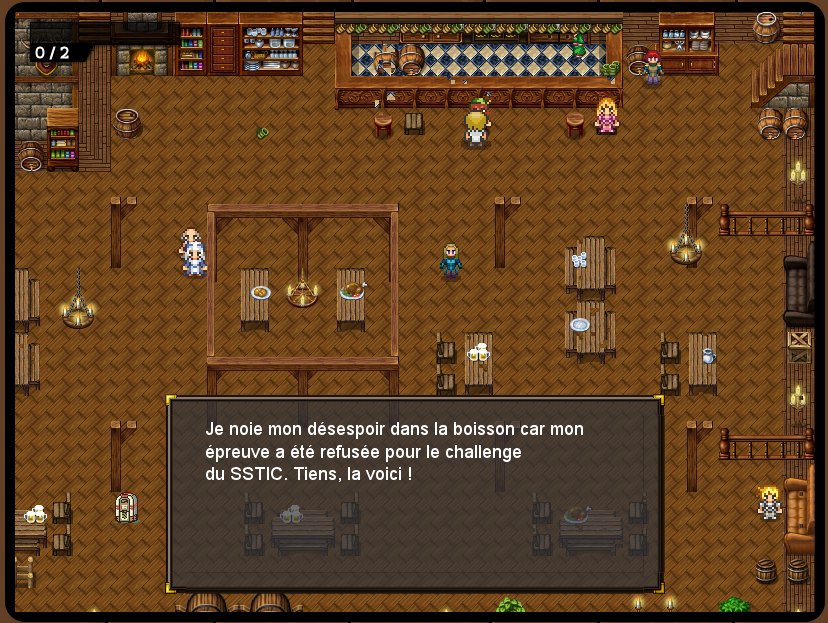 0/2
Je noie mon désespoir dans la boisson car mon
épreuve a été refusée pour le challenge
du SSTIC. Tiens, la voici !